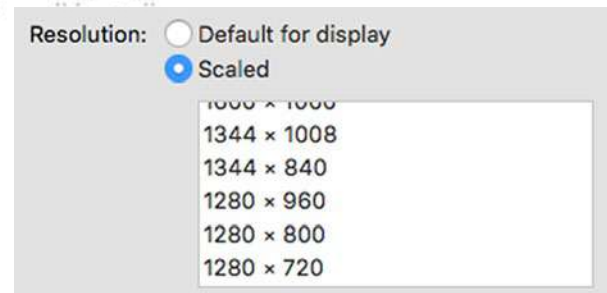 Resolution: Default for display
Scaled
1344 × 1008
1344 × 840
1280 × 960
1280 × 800
1280 × 720